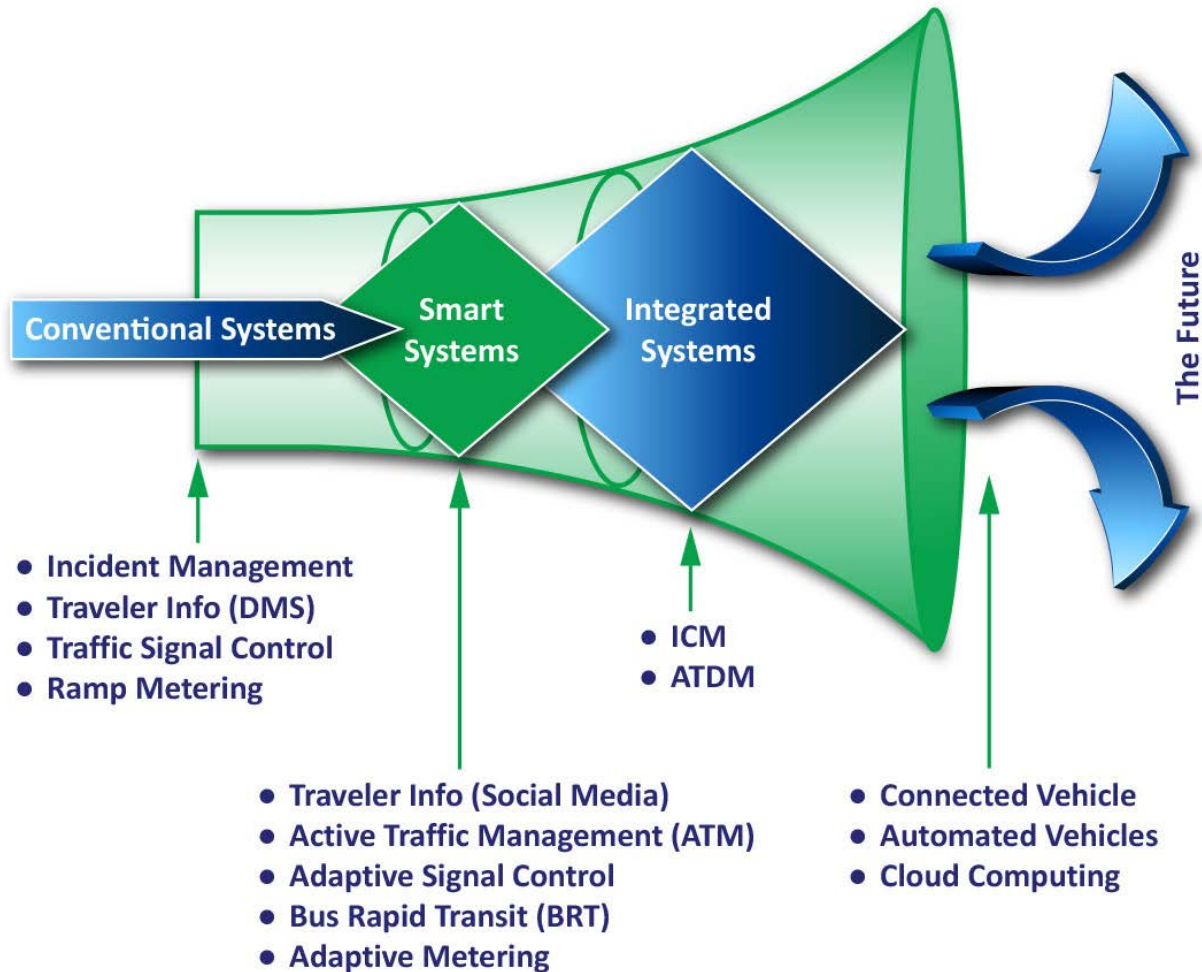 Conventional Systems
Smart
Systems
Integrated
Systems
The Future
● Incident Management
● Traveler Info (DMS)
● Traffic Signal Control
● Ramp Metering
● Traveler Info (Social Media)
● Active Traffic Management (ATM)
● Adaptive Signal Control
● Bus Rapid Transit (BRT)
● Adaptive Metering
● ICM
● ATDM
● Connected Vehicle
● Automated Vehicles
● Cloud Computing